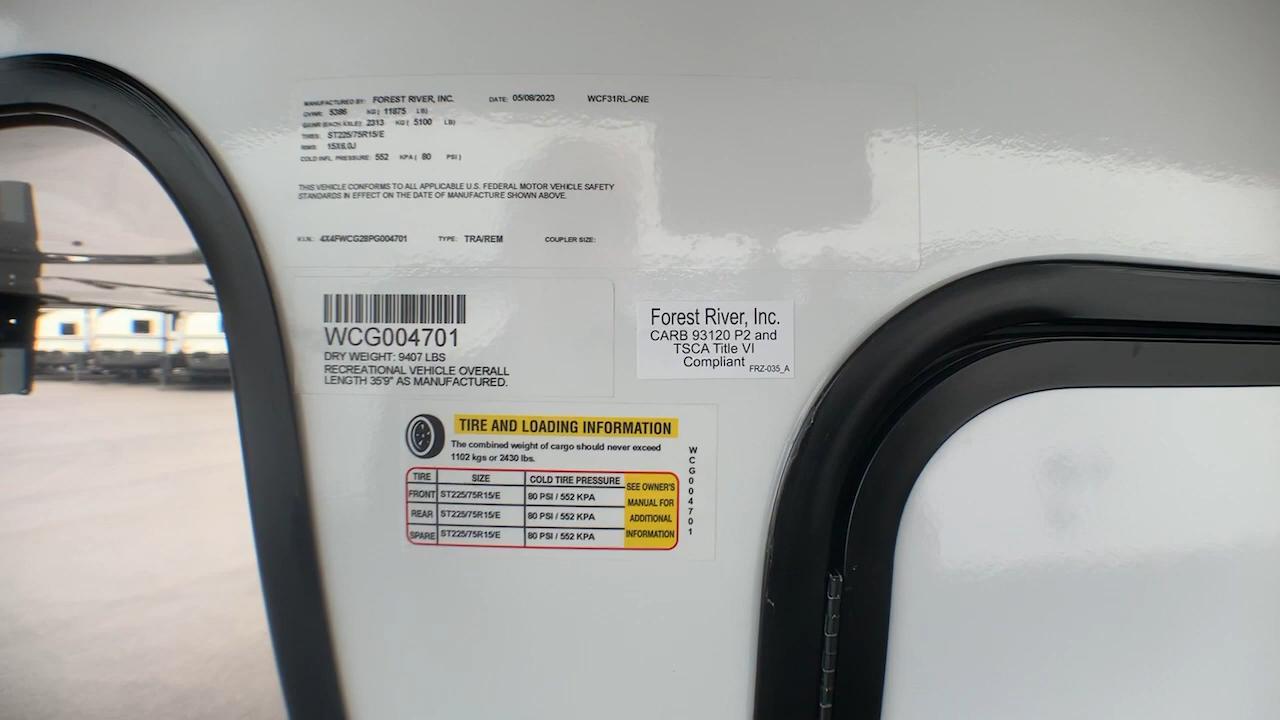 MANUFACTURED BY: FOREST RIVER, INC. DATE: 05/08/2023 WCF31RL-ONE
GVWR: 5386 KG ( 11875 LB)
GAWR (EACH AXLE): 2313 KG ( 5100 LB)
TIRES: ST225/75R15/E
RIMS: 15X6.0J
COLD INFL. PRESSURE: 552 KPA ( 80 PSI )
THIS VEHICLE CONFORMS TO ALL APPLICABLE U.S. FEDERAL MOTOR VEHICLE SAFETY
STANDARDS IN EFFECT ON THE DATE OF MANUFACTURE SHOWN ABOVE.
V.I.N.: 4X4FWCG28PG004701 TYPE: TRA/REM COUPLER SIZE:
WCG004701
DRY WEIGHT: 9407 LBS
RECREATIONAL VEHICLE OVERALL
LENGTH 35'9" AS MANUFACTURED.
Forest River, Inc.
CARB 93120 P2 and
TSCA Title VI
Compliant FRZ-035_A
TIRE AND LOADING INFORMATION
The combined weight of cargo should never exceed
1102 kgs or 2430 lbs.
TIRE SIZE COLD TIRE PRESSURE
FRONT ST225/75R15/E 80 PSI / 552 KPA
REAR ST225/75R15/E 80 PSI / 552 KPA
SPARE ST225/75R15/E 80 PSI / 552 KPA
SEE OWNER'S
MANUAL FOR
ADDITIONAL
INFORMATION
WCG004701